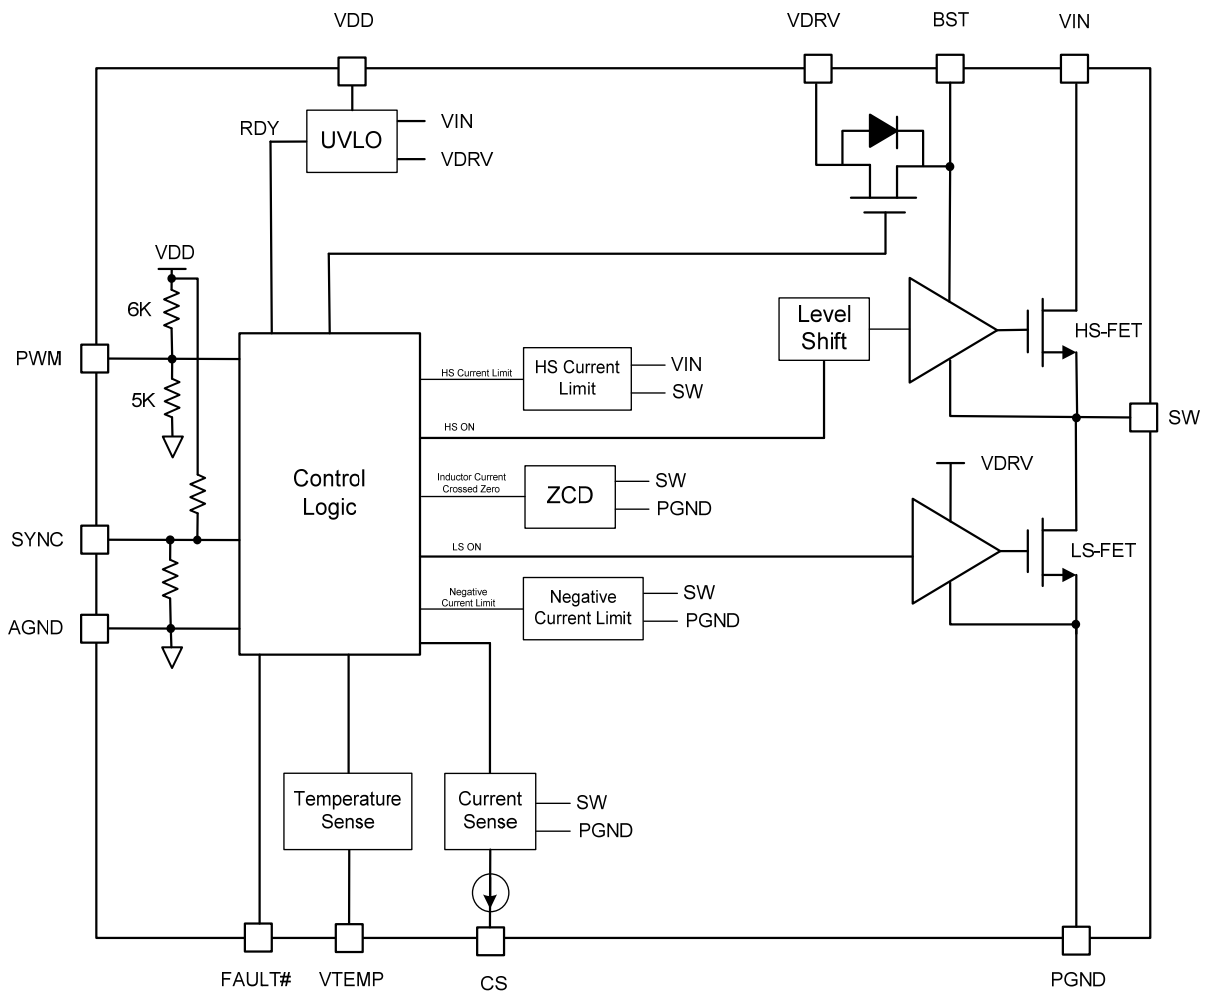 VDD
VDRV
BST
VIN
RDY
UVLO
VIN
VDRV
VDD
6K
PWM
5K
Level
Shift
HS-FET
HS Current Limit
HS Current
Limit
VIN
SW
SW
HS ON
Control
Logic
Inductor Current
Crossed Zero
ZCD
SW
PGND
VDRV
SYNC
LS ON
LS-FET
Negative
Current Limit
Negative
Current Limit
SW
PGND
AGND
Temperature
Sense
Current
Sense
SW
PGND
FAULT#
VTEMP
CS
PGND